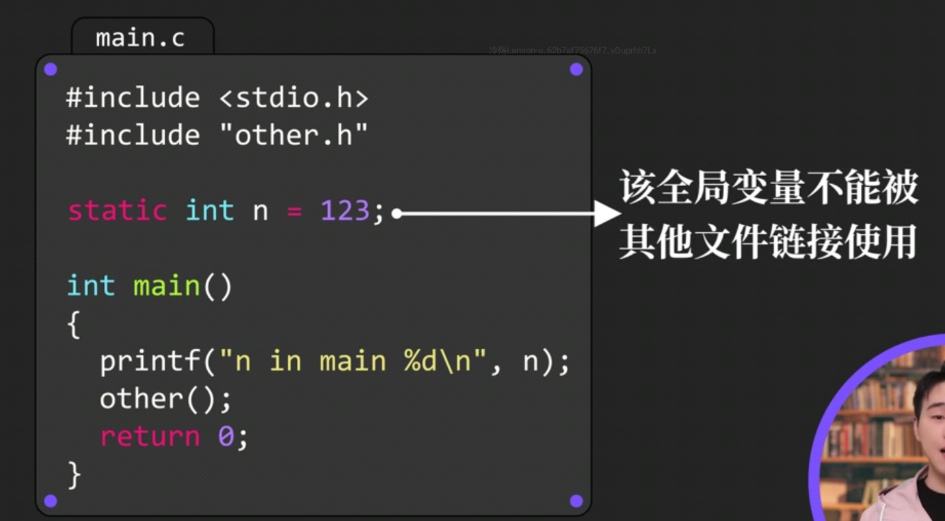 main.c
#include <stdio.h>
#include "other.h"
static int n = 123;
该全局变量不能被
其他文件链接使用
int main()
{
  printf("n in main %d\n", n);
  other();
  return 0;
}